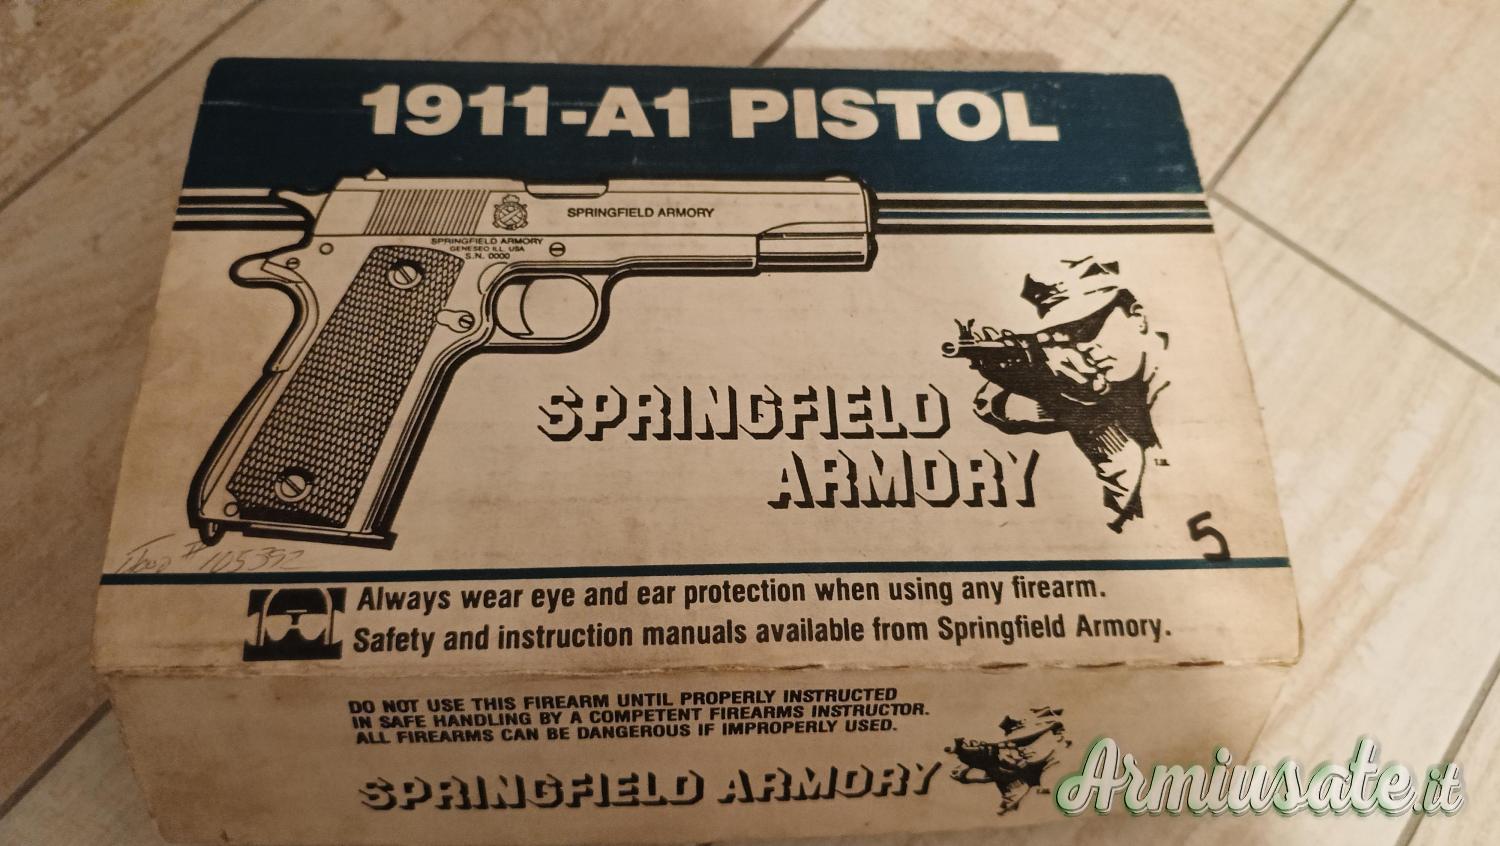 1911-A1 PISTOL
SPRINGFIELD ARMORY
SPRINGFIELD ARMORY
GENESEO ILL. USA
S.N. 0000
SPRINGFIELD
ARMORY
5
# 105392
Always wear eye and ear protection when using any firearm.
Safety and instruction manuals available from Springfield Armory.
DO NOT USE THIS FIREARM UNTIL PROPERLY INSTRUCTED
IN SAFE HANDLING BY A COMPETENT FIREARMS INSTRUCTOR.
ALL FIREARMS CAN BE DANGEROUS IF IMPROPERLY USED.
SPRINGFIELD ARMORY
Armiusate.it